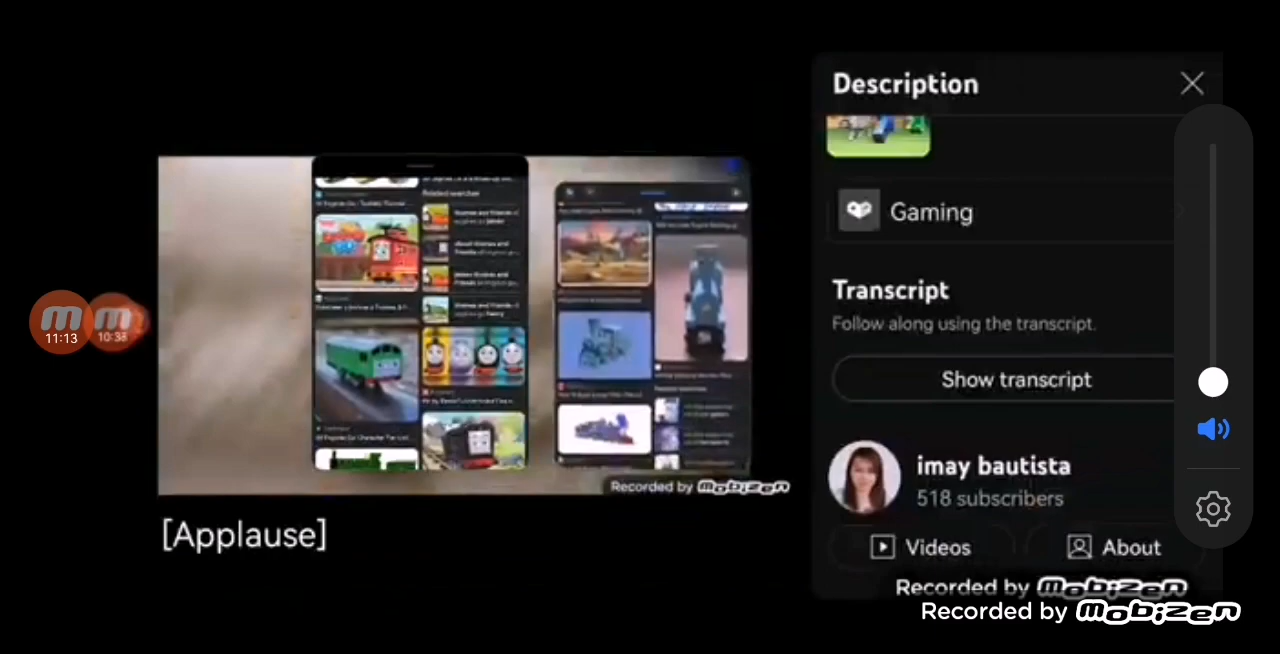 Description
Gaming
Transcript
Follow along using the transcript.
Show transcript
imay bautista
518 subscribers
Videos
About
Recorded by mobizen
Recorded by mobizen
Recorded by mobizen
[Applause]
11:13
10:38
Related searches